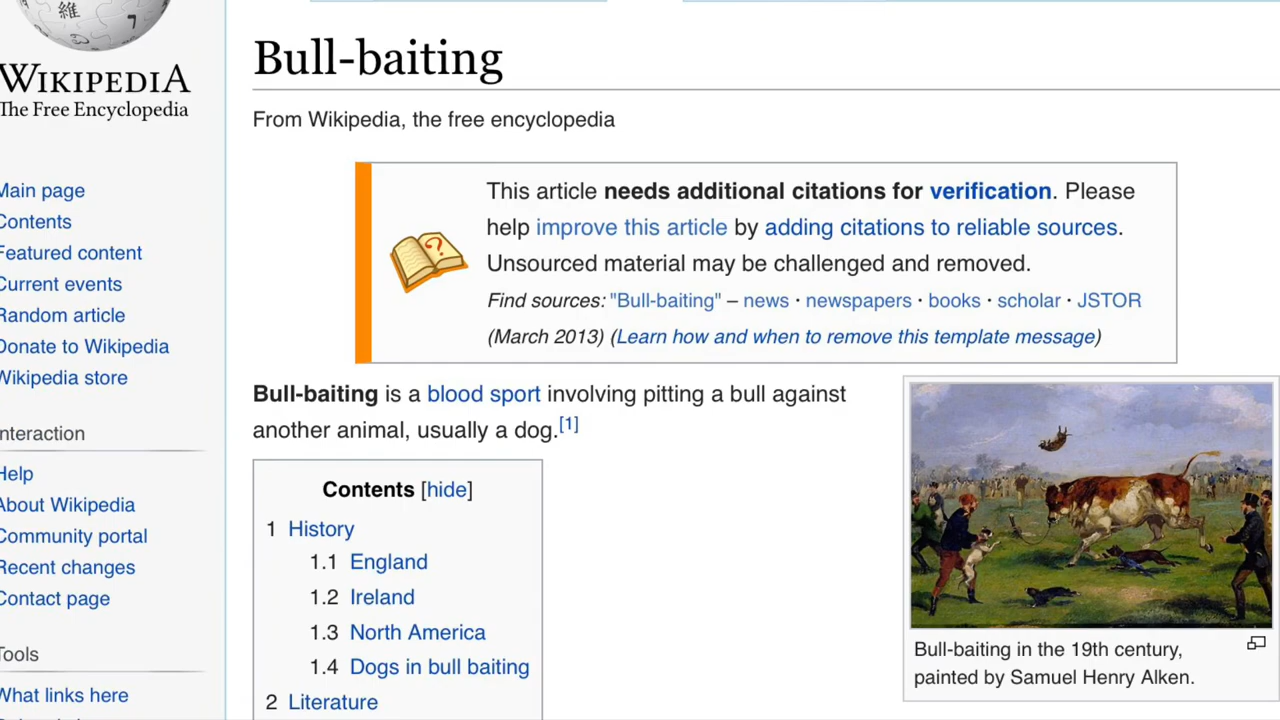 維
7
WIKIPEDIA
The Free Encyclopedia
Main page
Contents
Featured content
Current events
Random article
Donate to Wikipedia
Wikipedia store
Interaction
Help
About Wikipedia
Community portal
Recent changes
Contact page
Tools
What links here
Bull-baiting
From Wikipedia, the free encyclopedia
This article needs additional citations for verification. Please
help improve this article by adding citations to reliable sources.
Unsourced material may be challenged and removed.
Find sources: "Bull-baiting" – news · newspapers · books · scholar · JSTOR
(March 2013) (Learn how and when to remove this template message)
Bull-baiting is a blood sport involving pitting a bull against
another animal, usually a dog.[1]
Contents [hide]
1 History
1.1 England
1.2 Ireland
1.3 North America
1.4 Dogs in bull baiting
2 Literature
Bull-baiting in the 19th century,
painted by Samuel Henry Alken.